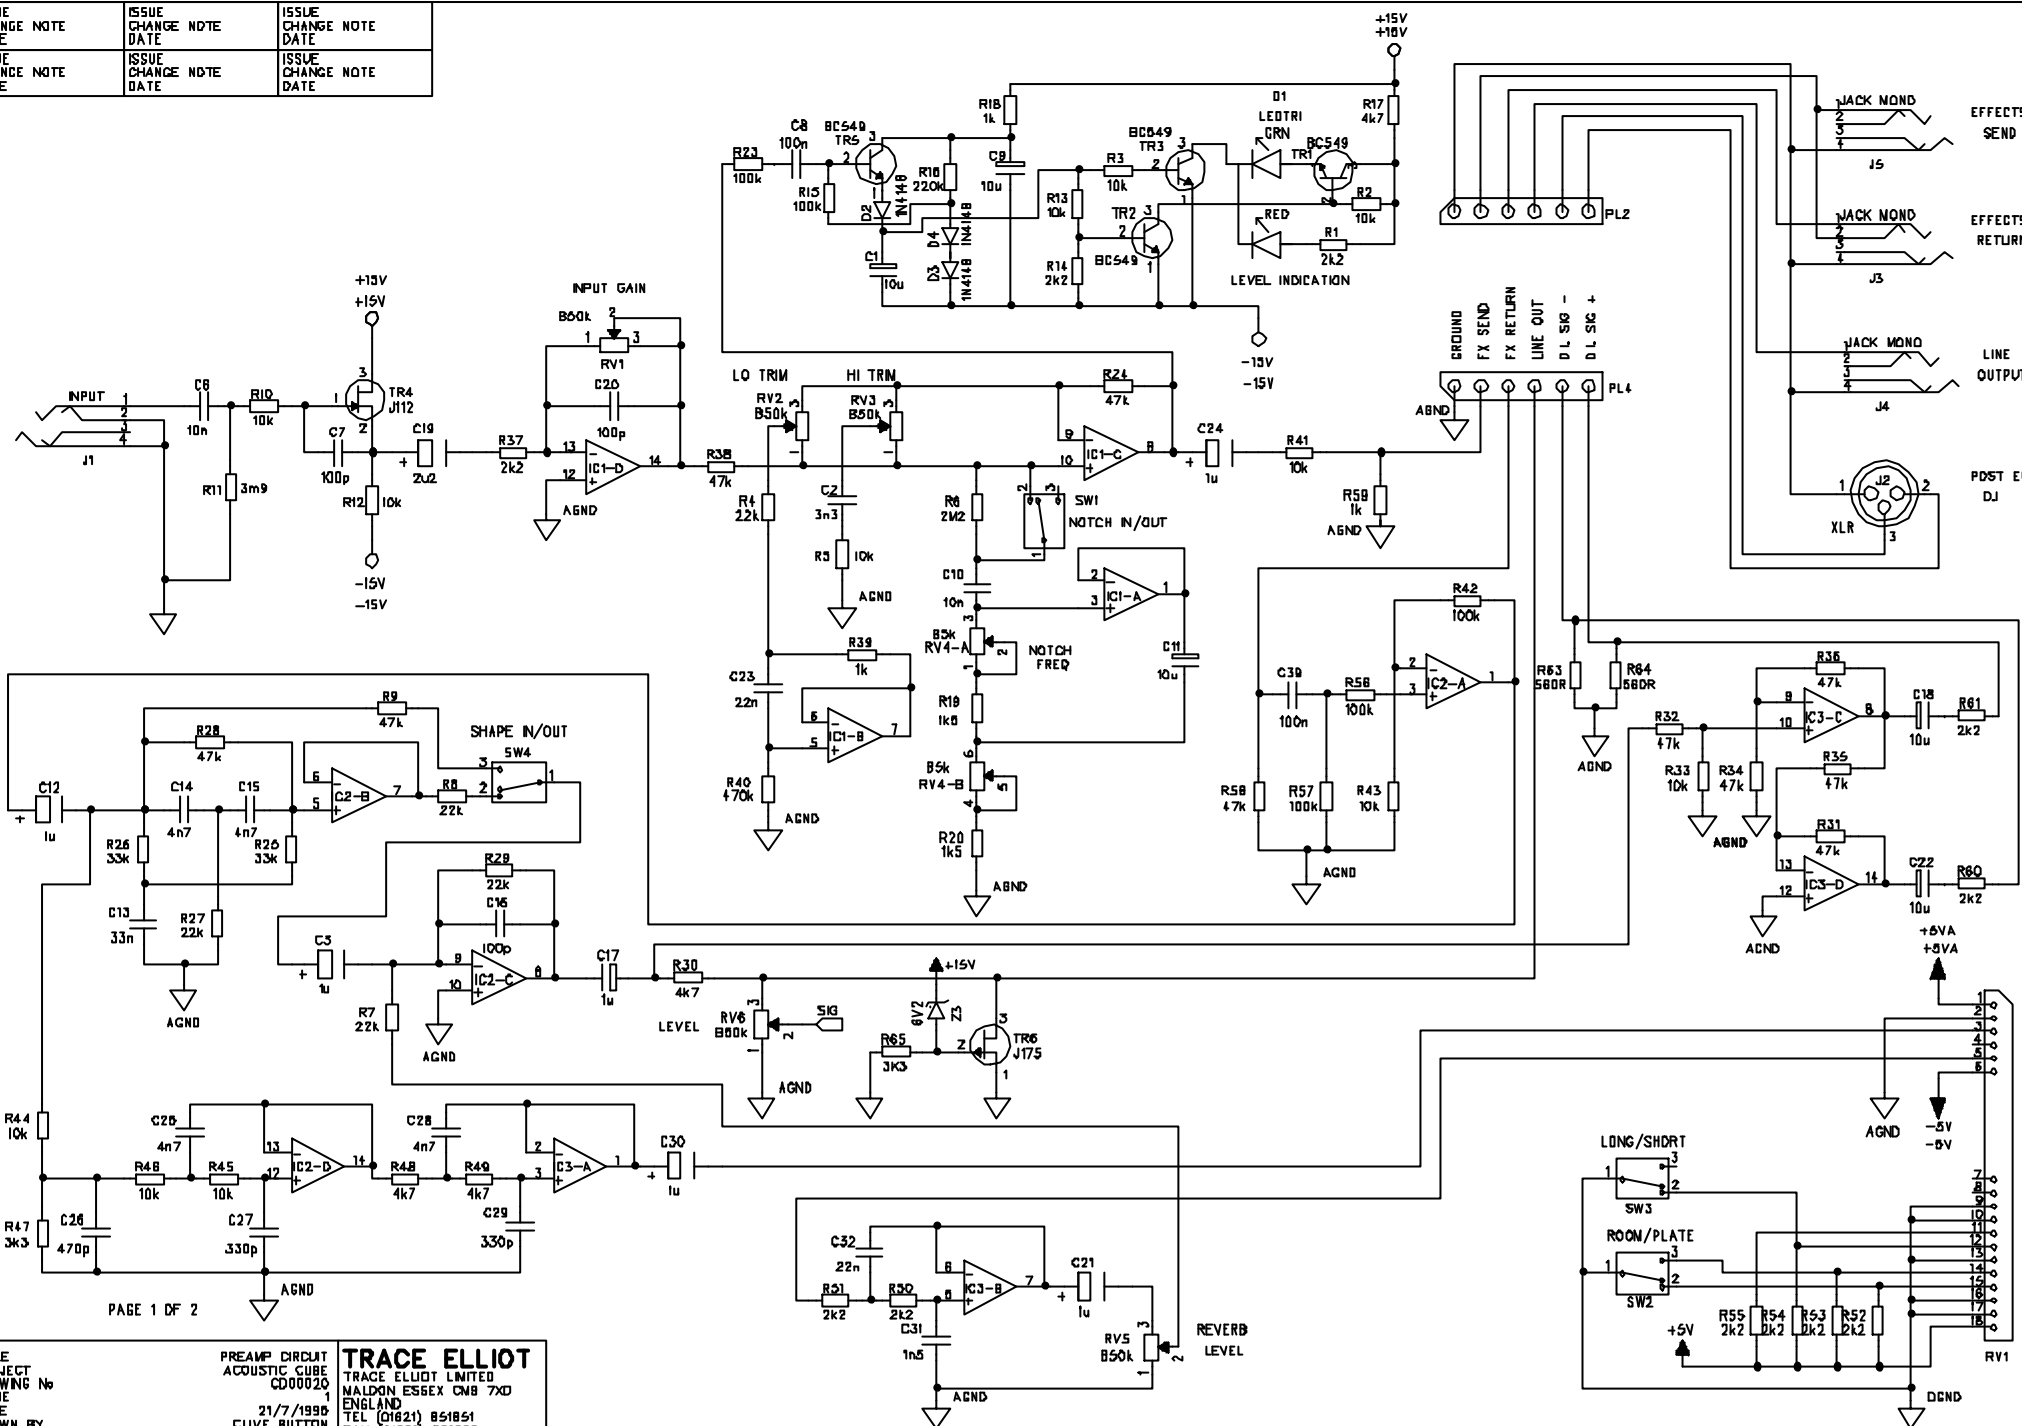 ISSUE
CHANGE NOTE
DATE
ISSUE
CHANGE NOTE
DATE
ISSUE
CHANGE NOTE
DATE
ISSUE
CHANGE NOTE
DATE
+15V
+15V
R18
1k
D1
LEDTRI
GRN
R17
4k7
C8
100n
BC549
TR5
BC549
TR3
BC549
TR1
R23
100k
R15
100k
R16
220k
C9
10u
R3
10k
R2
10k
D2
1N4148
R13
10k
TR2
BC549
RED
R1
2k2
D4
1N4148
D3
1N4148
C1
10u
R14
2k2
LEVEL INDICATION
-15V
-15V
JACK MONO
EFFECTS
SEND
J5
PL2
JACK MONO
EFFECTS
RETURN
J3
GROUND
FX SEND
FX RETURN
LINE OUT
D I SIG -
D I SIG +
PL4
AGND
JACK MONO
LINE
OUTPUT
J4
J2
XLR
1
2
3
POST E
D.I
INPUT
J1
C6
10n
R10
10k
+15V
+15V
TR4
J112
C7
100p
R11
3m9
R12
10k
-15V
-15V
C19
2u2
R37
2k2
INPUT GAIN
B50k
RV1
C20
100p
IC1-D
AGND
R38
47k
LO TRIM
RV2
B50k
HI TRIM
RV3
B50k
R24
47k
IC1-C
C24
1u
R41
10k
R59
1k
AGND
R4
22k
C2
3n3
R5
10k
AGND
R6
2M2
SW1
NOTCH IN/OUT
C10
10n
IC1-A
B5k
RV4-A
NOTCH
FREQ
C11
10u
R19
1k5
B5k
RV4-B
R20
1k5
AGND
R39
1k
C23
22n
IC1-B
R40
470k
AGND
R42
100k
C39
100n
R56
100k
IC2-A
R58
47k
R57
100k
R43
10k
AGND
R63
560R
R64
560R
AGND
R32
47k
R33
10k
R34
47k
AGND
R36
47k
IC3-C
C18
10u
R61
2k2
R35
47k
R31
47k
IC3-D
C22
10u
R60
2k2
AGND
R9
47k
SHAPE IN/OUT
SW4
R28
47k
C12
1u
C14
4n7
C15
4n7
IC2-B
R8
22k
R26
33k
R25
33k
C13
33n
R27
22k
AGND
R29
22k
C16
100p
C3
1u
IC2-C
R7
22k
AGND
C17
1u
R30
4k7
LEVEL
RV6
B50k
SIG
AGND
+15V
6V2
Z3
R65
3K3
TR6
J175
+5VA
+5VA
AGND
-5V
-5V
R44
10k
C25
4n7
R46
10k
R45
10k
IC2-D
C28
4n7
R48
4k7
R49
4k7
IC3-A
C30
1u
R47
3k3
C26
470p
C27
330p
C29
330p
AGND
PAGE 1 OF 2
C32
22n
R51
2k2
R50
2k2
IC3-B
C31
1n5
C21
1u
RV5
B50k
REVERB
LEVEL
AGND
LONG/SHORT
SW3
ROOM/PLATE
SW2
+5V
R55
2k2
R54
2k2
R53
2k2
R52
2k2
RV1
DGND
PREAMP CIRCUIT
ACOUSTIC CUBE
CD00020
1
CLIVE BUTTON
TRACE ELLIOT
TRACE ELLIOT LIMITED
MALDON ESSEX CM9 7XD
ENGLAND
TEL (01621) 851851